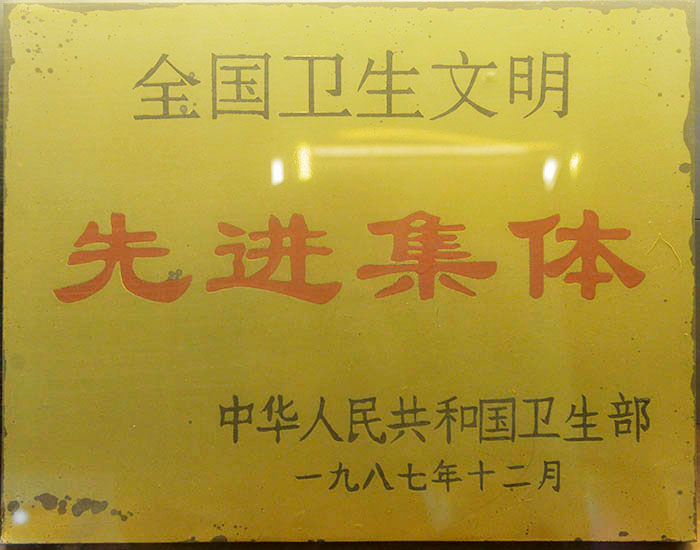 全国卫生文明
先进集体
中华人民共和国卫生部
一九八七年十二月